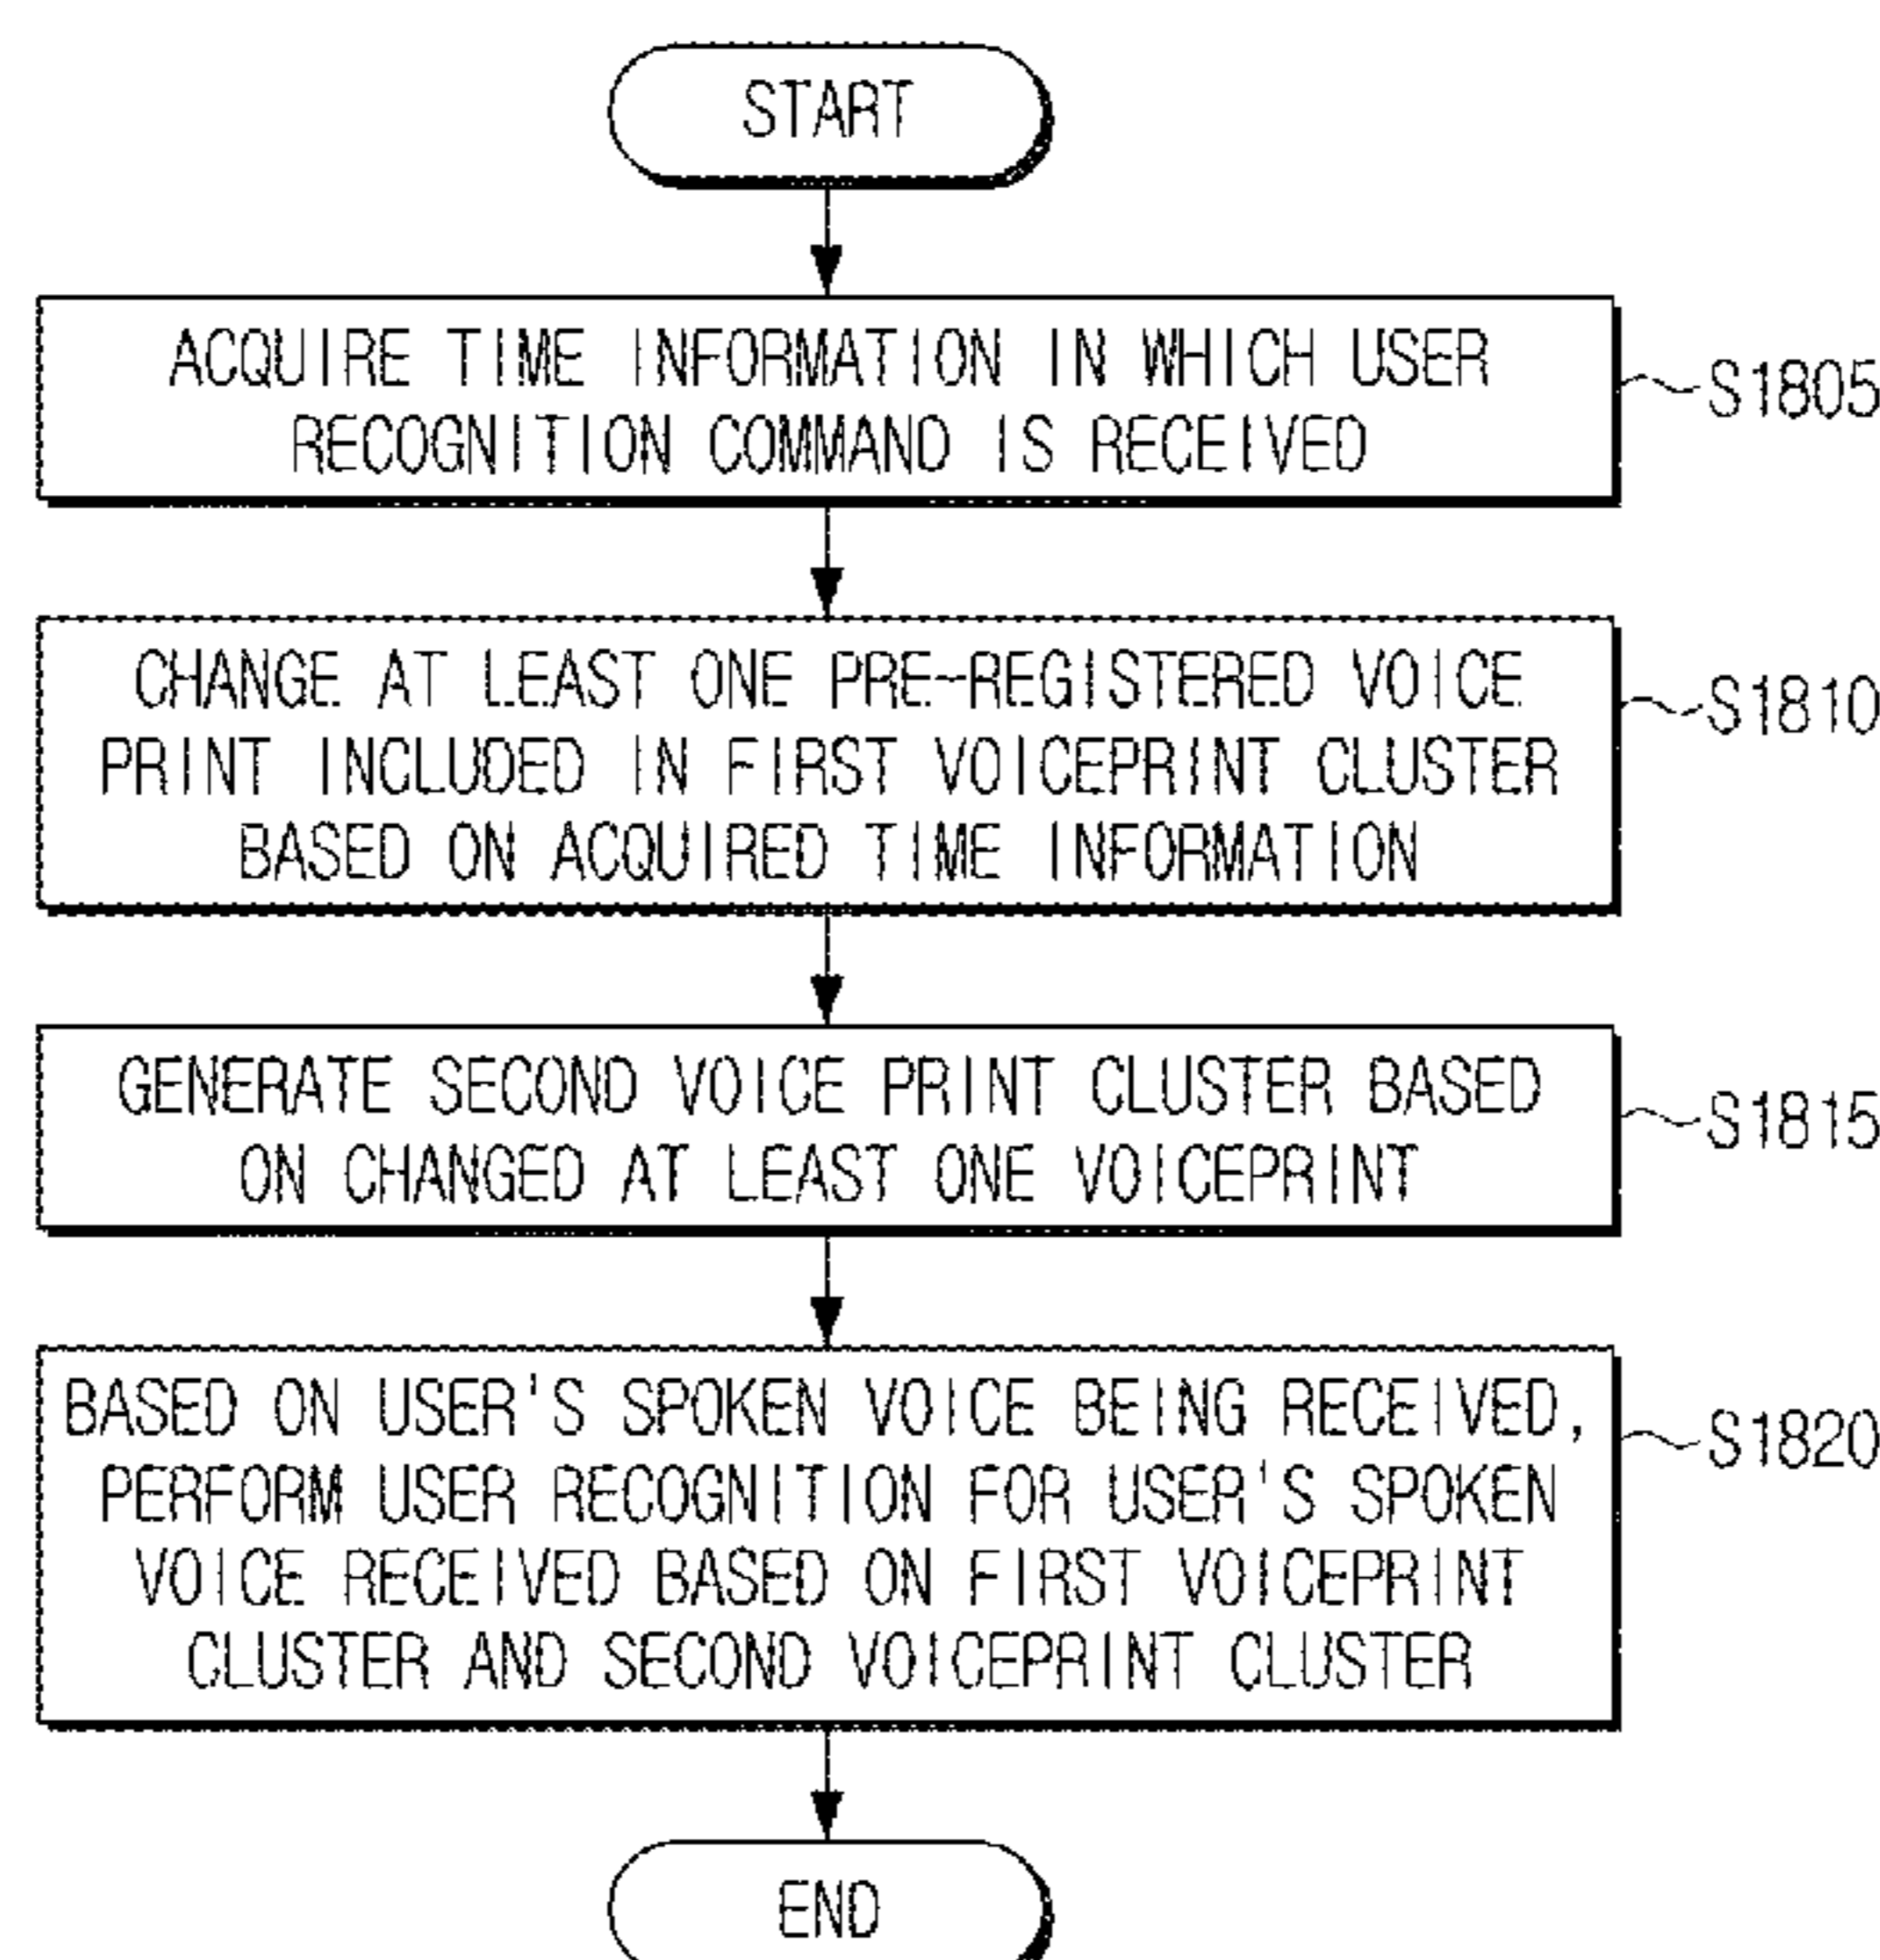 START
ACQUIRE TIME INFORMATION IN WHICH USER
RECOGNITION COMMAND IS RECEIVED
S1805
CHANGE AT LEAST ONE PRE-REGISTERED VOICE
PRINT INCLUDED IN FIRST VOICEPRINT CLUSTER
BASED ON ACQUIRED TIME INFORMATION
S1810
GENERATE SECOND VOICE PRINT CLUSTER BASED
ON CHANGED AT LEAST ONE VOICEPRINT
S1815
BASED ON USER'S SPOKEN VOICE BEING RECEIVED,
PERFORM USER RECOGNITION FOR USER'S SPOKEN
VOICE RECEIVED BASED ON FIRST VOICEPRINT
CLUSTER AND SECOND VOICEPRINT CLUSTER
S1820
END